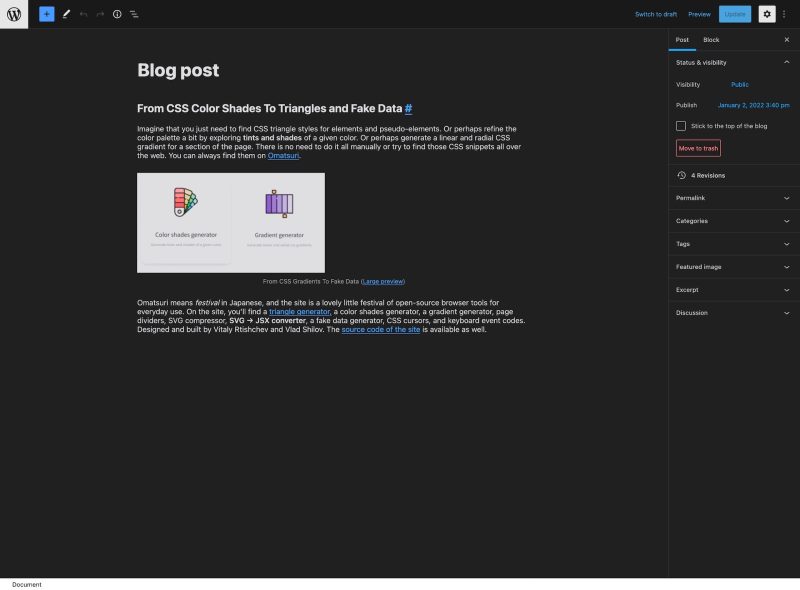 Switch to draft Preview Update
Post Block
Status & visibility
Visibility Public
Publish January 2, 2022 3:40 pm
Stick to the top of the blog
Move to trash
4 Revisions
Permalink
Categories
Tags
Featured image
Excerpt
Discussion
Blog post
From CSS Color Shades To Triangles and Fake Data #
Imagine that you just need to find CSS triangle styles for elements and pseudo-elements. Or perhaps refine the
color palette a bit by exploring tints and shades of a given color. Or perhaps generate a linear and radial CSS
gradient for a section of the page. There is no need to do it all manually or try to find those CSS snippets all over
the web. You can always find them on Omatsuri.
Color shades generator
Gradient generator
From CSS Gradients To Fake Data (Large preview)
Omatsuri means festival in Japanese, and the site is a lovely little festival of open-source browser tools for
everyday use. On the site, you'll find a triangle generator, a color shades generator, a gradient generator, page
dividers, SVG compressor, SVG → JSX converter, a fake data generator, CSS cursors, and keyboard event codes.
Designed and built by Vitaly Rtishchev and Vlad Shilov. The source code of the site is available as well.
Document